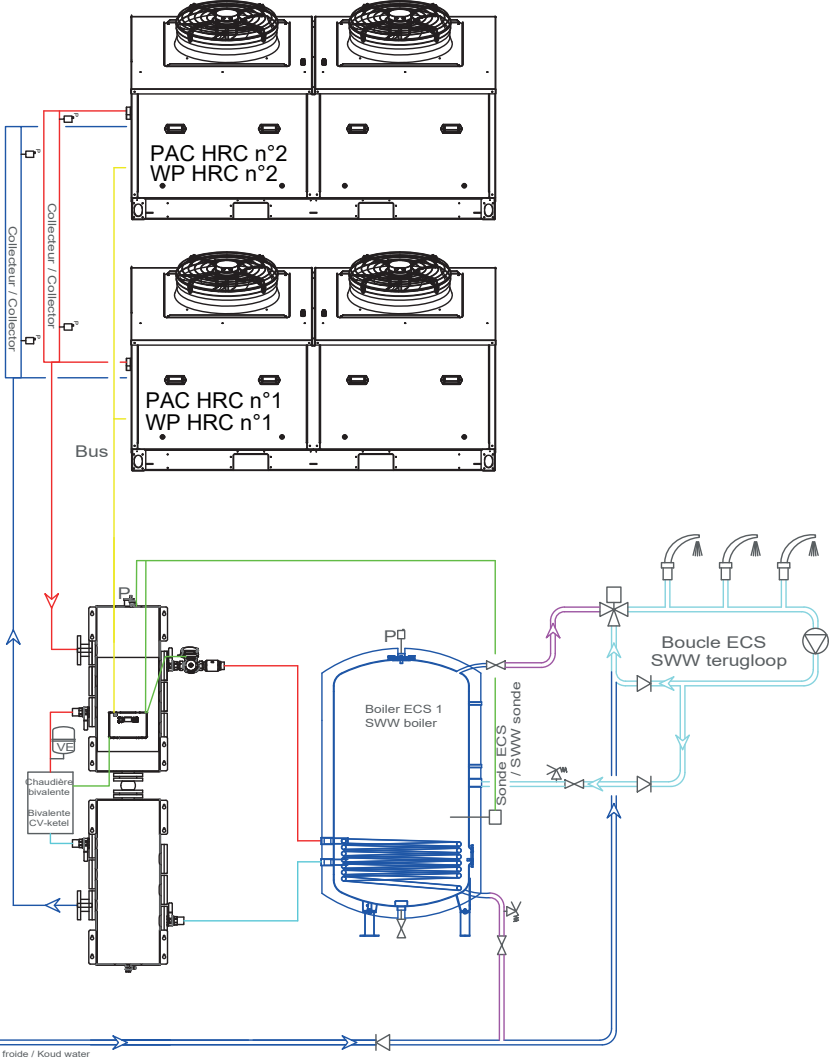 PAC HRC n°2
WP HRC n°2
Collecteur / Collector
Collecteur / Collector
P
P
P
P
PAC HRC n°1
WP HRC n°1
Bus
P
P
Boucle ECS
SWW terugloop
Boiler ECS 1
SWW boiler
Sonde ECS
/ SWW sonde
VE
Chaudière
bivalente
Bivalente
CV-ketel
froide / Koud water